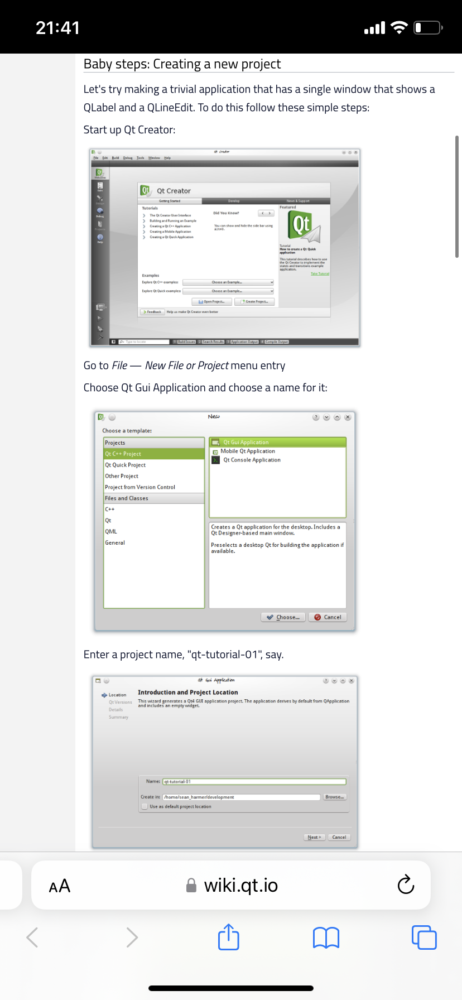 21:41
Baby steps: Creating a new project
Let's try making a trivial application that has a single window that shows a
QLabel and a QLineEdit. To do this follow these simple steps:
Start up Qt Creator:
Qt Creator
File Edit Build Debug Tools Window Help
Qt
Welcome
Edit
Design
Debug
Projects
Help
Qt Qt Creator
Getting Started Develop News & Support
Tutorials
The Qt Creator User Interface
Building and Running an Example
Creating a Qt C++ Application
Creating a Mobile Application
Creating a Qt Quick Application
Did You Know?
You can show and hide the side bar using
Alt+0.
Featured
Qt
Tutorial
How to create a Qt Quick
application
This tutorial describes how to use
the Qt Creator to implement the
states and transitions example
application.
Take Tutorial
Examples
Explore Qt C++ examples: Choose an Example...
Explore Qt Quick examples: Choose an Example...
Open Project... Create Project...
Feedback Help us make Qt Creator even better
Type to locate 1 Build Issues 2 Search Results 3 Application Output 4 Compile Output
Go to File — New File or Project menu entry
Choose Qt Gui Application and choose a name for it:
New
Choose a template:
Projects
Qt C++ Project
Qt Quick Project
Other Project
Project from Version Control
Files and Classes
C++
Qt
QML
General
Qt Gui Application
Mobile Qt Application
Qt Console Application
Creates a Qt application for the desktop. Includes a
Qt Designer-based main window.
Preselects a desktop Qt for building the application if
available.
Choose... Cancel
Enter a project name, "qt-tutorial-01", say.
Qt Gui Application
Location
Qt Versions
Details
Summary
Introduction and Project Location
This wizard generates a Qt4 GUI application project. The application derives by default from QApplication
and includes an empty widget.
Name: qt-tutorial-01
Create in: /home/sean_harmer/development Browse...
Use as default project location
Next > Cancel
AA wiki.qt.io